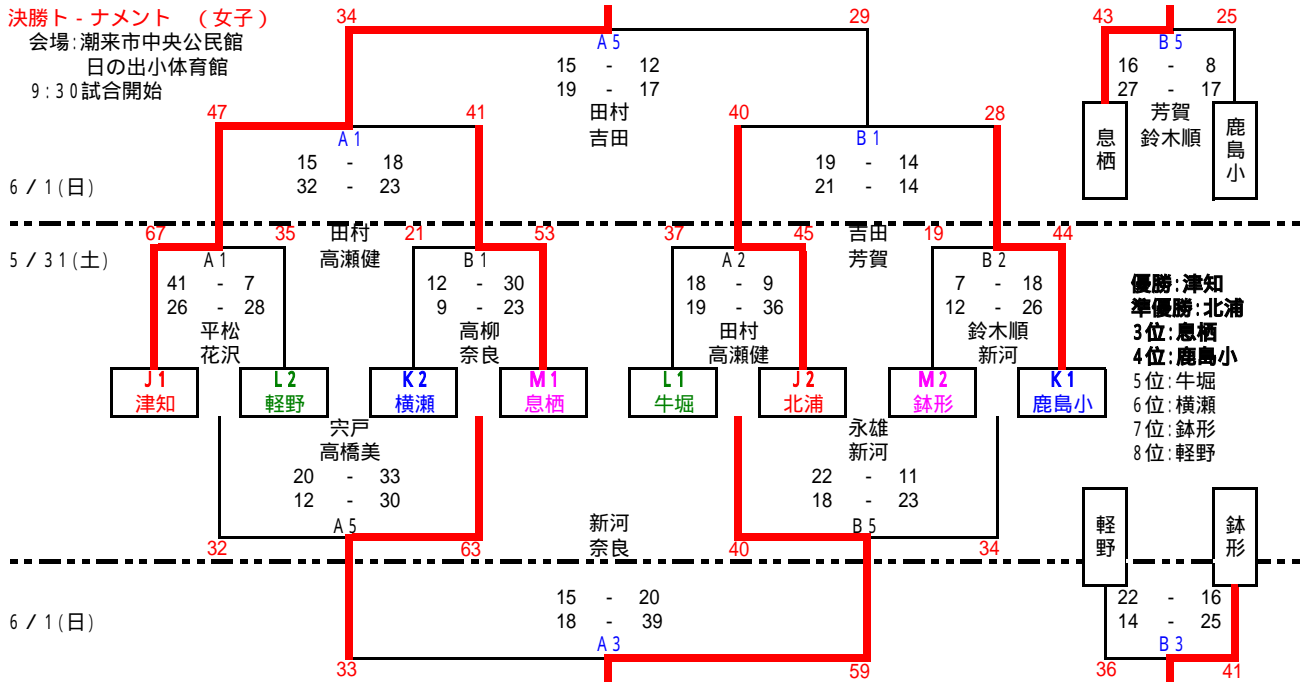 決勝ト-ナメント （女子）
会場:潮来市中央公民館
日の出小体育館
9:30試合開始
34 29
A5
15 - 12
19 - 17
田村
吉田
43 25
B5
16 - 8
27 - 17
芳賀
鈴木順
息栖
鹿島小
47 41
A1
15 - 18
32 - 23
40 28
B1
19 - 14
21 - 14
6/1(日)
田村
高瀬健
吉田
芳賀
5/31(土)
67 35
A1
41 - 7
26 - 28
平松
花沢
21 53
B1
12 - 30
9 - 23
高柳
奈良
37 45
A2
18 - 9
19 - 36
田村
高瀬健
19 44
B2
7 - 18
12 - 26
鈴木順
新河
J1 L2 K2 M1 L1 J2 M2 K1
津知 軽野 横瀬 息栖 牛堀 北浦 鉢形 鹿島小
優勝:津知
準優勝:北浦
3位:息栖
4位:鹿島小
5位:牛堀
6位:横瀬
7位:鉢形
8位:軽野
宍戸
高橋美
20 - 33
12 - 30
A5
32 63
永雄
新河
22 - 11
18 - 23
B5
40 34
新河
奈良
6/1(日)
15 - 20
18 - 39
A3
33 59
軽野
鉢形
22 - 16
14 - 25
B3
36 41